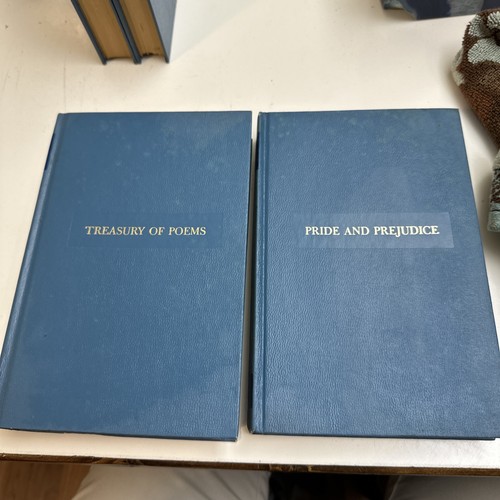 TREASURY OF POEMS
PRIDE AND PREJUDICE